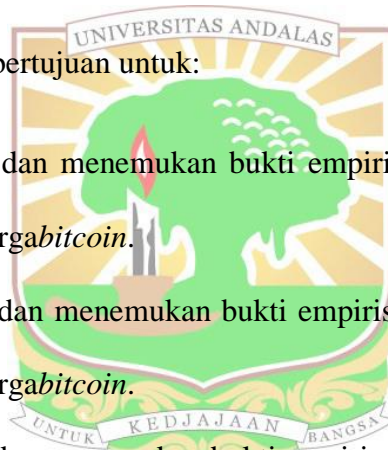 UNIVERSITAS ANDALAS
bertujuan untuk:
dan menemukan bukti empiri
rgabitcoin.
dan menemukan bukti empiris
rgabitcoin.
UNTUK KEDJAJAAN BANGSA